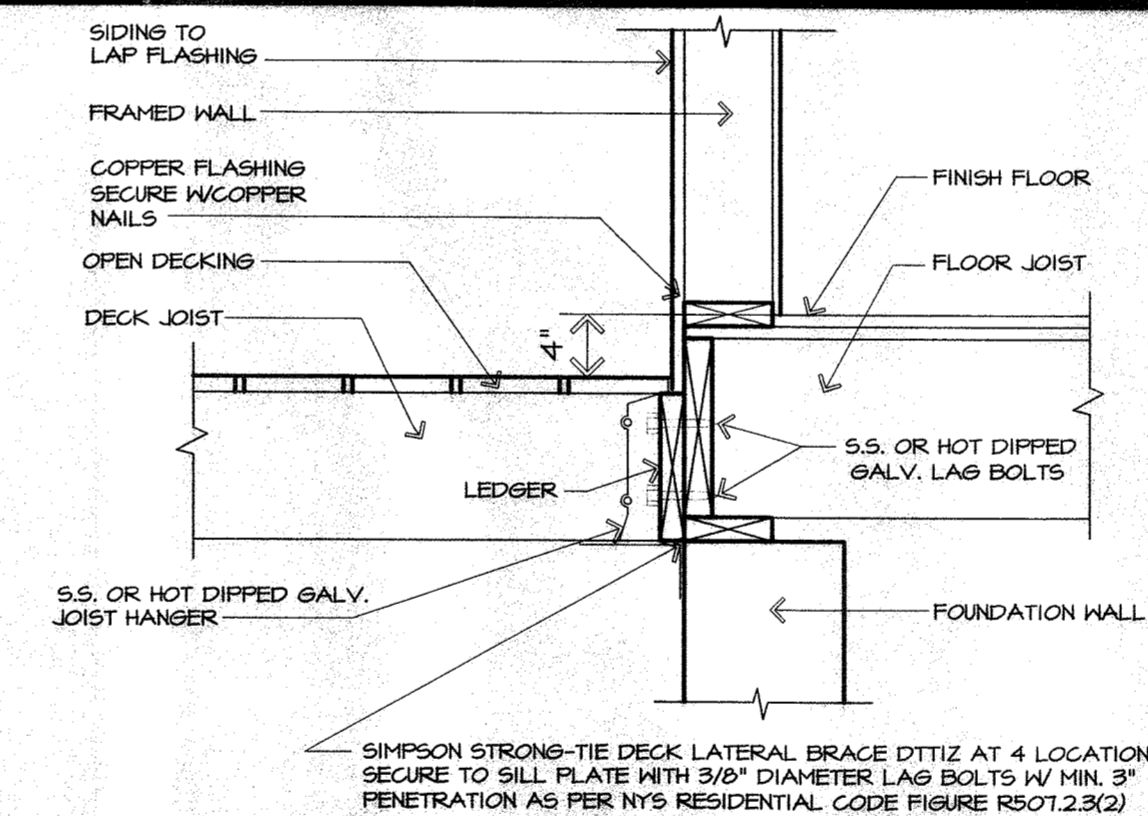 SIDING TO
LAP FLASHING
FRAMED WALL
COPPER FLASHING
SECURE W/COPPER
NAILS
OPEN DECKING
DECK JOIST
4"
FINISH FLOOR
FLOOR JOIST
S.S. OR HOT DIPPED
GALV. LAG BOLTS
LEDGER
S.S. OR HOT DIPPED GALV.
JOIST HANGER
FOUNDATION WALL
SIMPSON STRONG-TIE DECK LATERAL BRACE DTT1Z AT 4 LOCATION
SECURE TO SILL PLATE WITH 3/8" DIAMETER LAG BOLTS W/ MIN. 3"
PENETRATION AS PER NYS RESIDENTIAL CODE FIGURE R507.2.3(2)